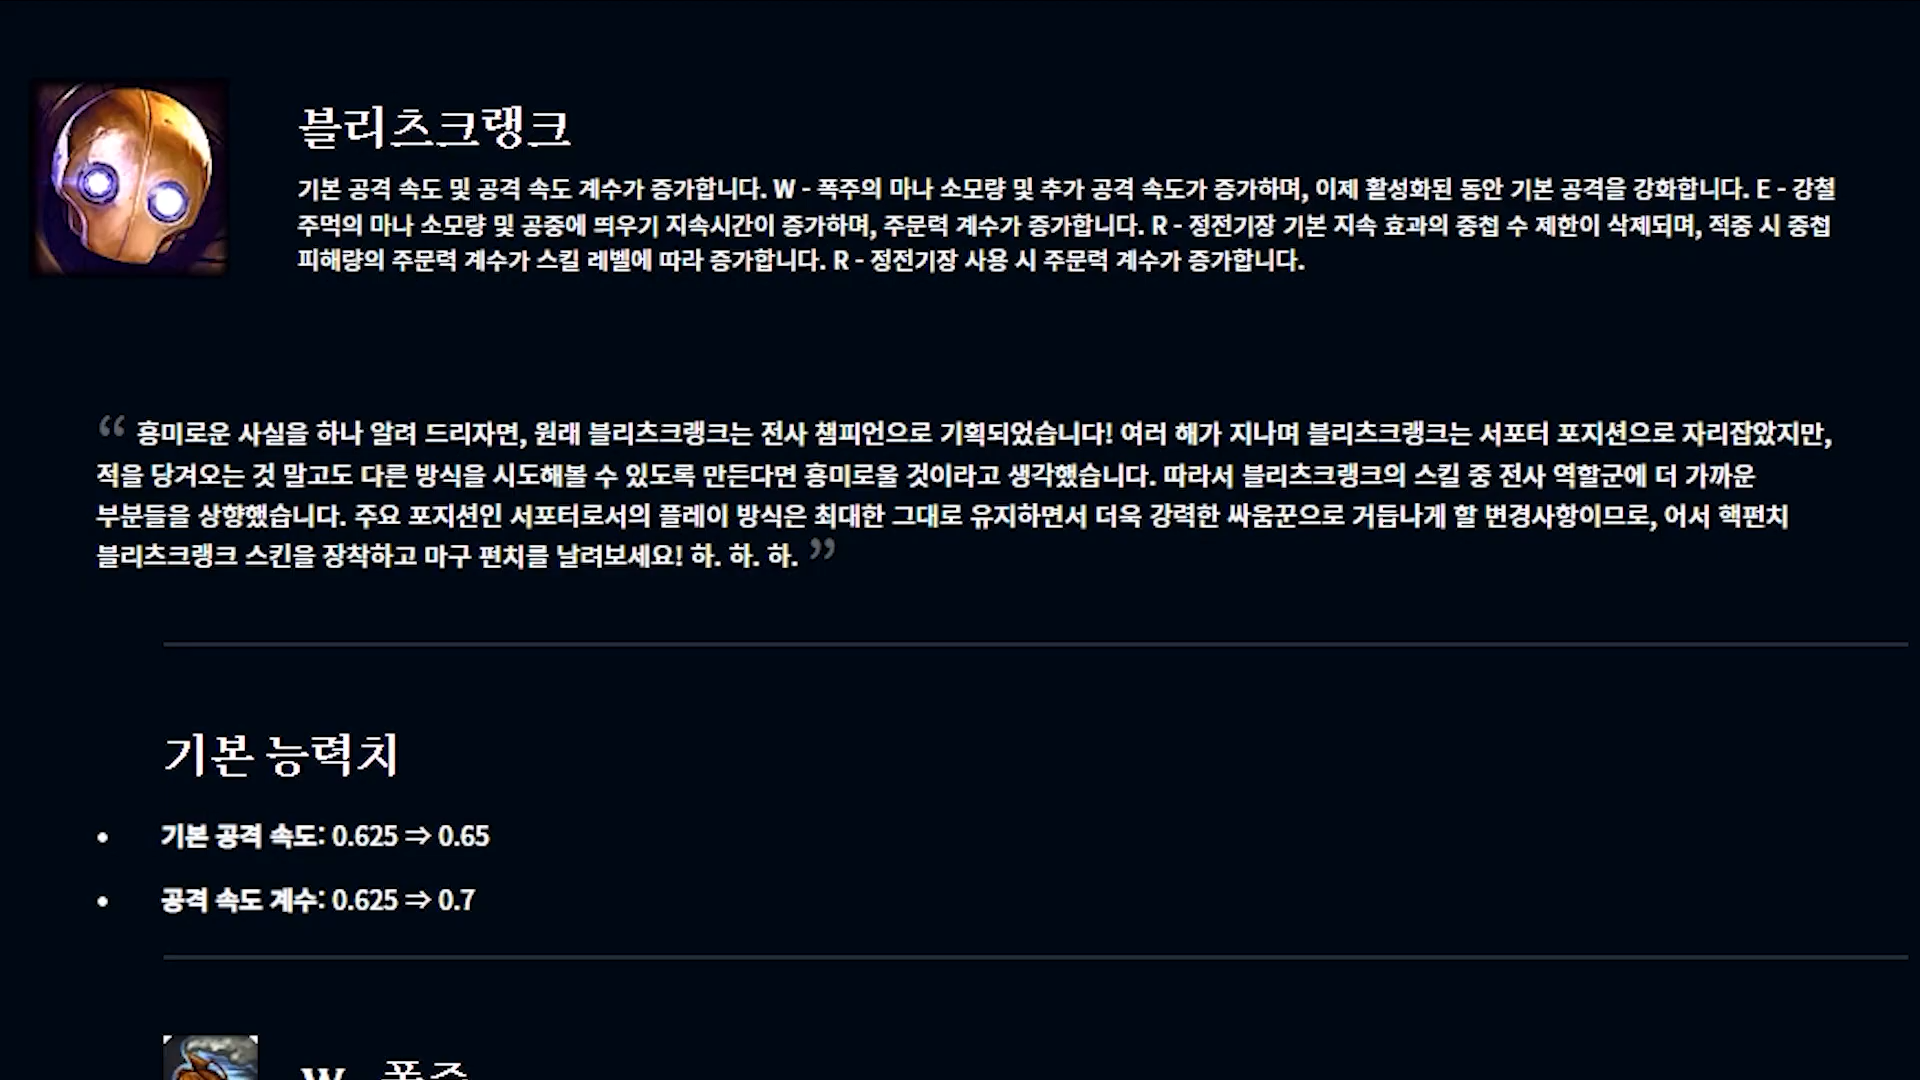 블리츠크랭크
기본 공격 속도 및 공격 속도 계수가 증가합니다. W - 폭주의 마나 소모량 및 추가 공격 속도가 증가하며, 이제 활성화된 동안 기본 공격을 강화합니다. E - 강철
주먹의 마나 소모량 및 공중에 띄우기 지속시간이 증가하며, 주문력 계수가 증가합니다. R - 정전기장 기본 지속 효과의 중첩 수 제한이 삭제되며, 적중 시 중첩
피해량의 주문력 계수가 스킬 레벨에 따라 증가합니다. R - 정전기장 사용 시 주문력 계수가 증가합니다.
“ 흥미로운 사실을 하나 알려 드리자면, 원래 블리츠크랭크는 전사 챔피언으로 기획되었습니다! 여러 해가 지나며 블리츠크랭크는 서포터 포지션으로 자리잡았지만,
적을 당겨오는 것 말고도 다른 방식을 시도해볼 수 있도록 만든다면 흥미로울 것이라고 생각했습니다. 따라서 블리츠크랭크의 스킬 중 전사 역할군에 더 가까운
부분들을 상향했습니다. 주요 포지션인 서포터로서의 플레이 방식은 최대한 그대로 유지하면서 더욱 강력한 싸움꾼으로 거듭나게 할 변경사항이므로, 어서 핵펀치
블리츠크랭크 스킨을 장착하고 마구 펀치를 날려보세요! 하. 하. 하. ”
기본 능력치
• 기본 공격 속도: 0.625 ⇒ 0.65
• 공격 속도 계수: 0.625 ⇒ 0.7
W - 폭주